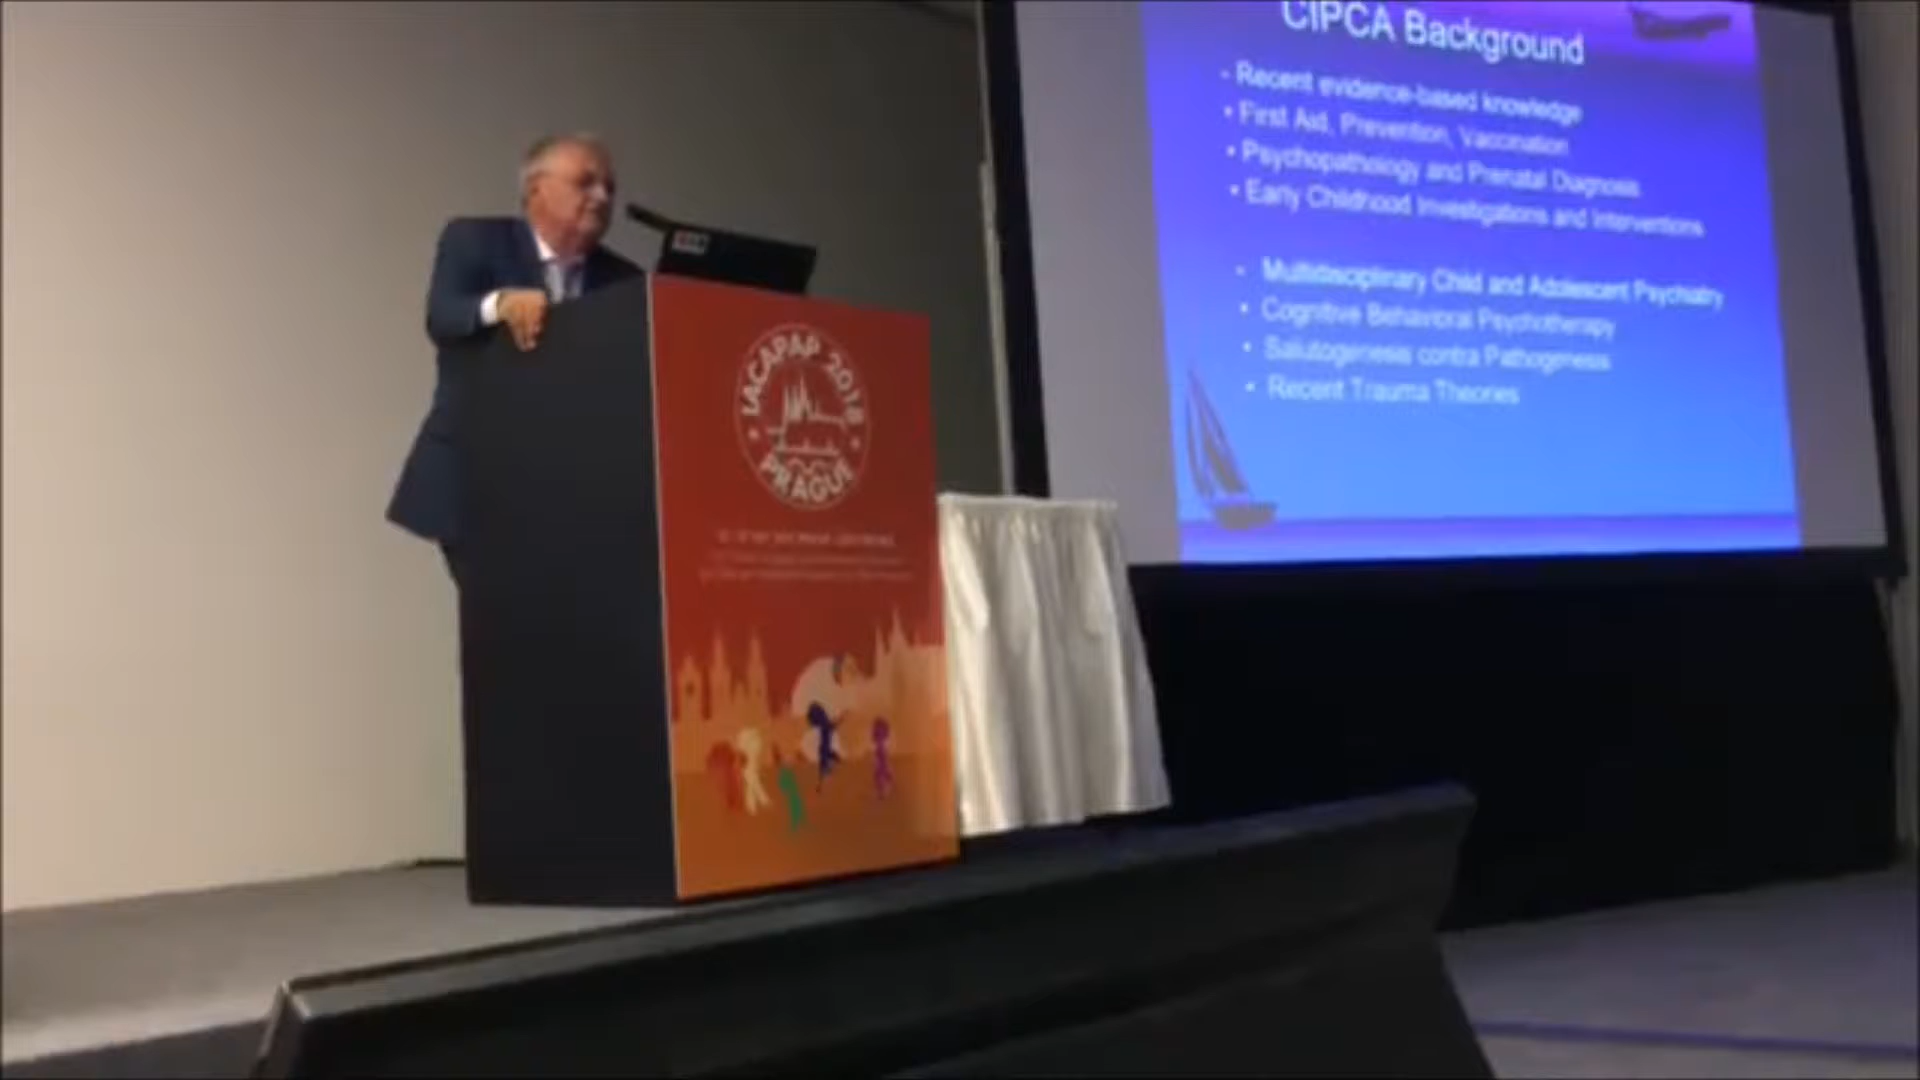 CIPCA Background
- Recent evidence-based knowledge
• First Aid, Prevention, Vaccination
• Psychopathology and Prenatal Diagnosis
• Early Childhood Investigations and Interventions
• Multidisciplinary Child and Adolescent Psychiatry
• Cognitive Behavioral Psychotherapy
• Salutogenesis contra Pathogenesis
• Recent Trauma Theories
IACAPAP 2018
• PRAGUE •